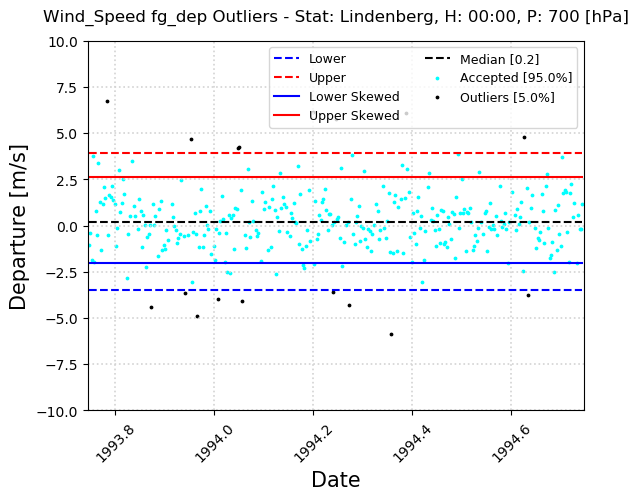 Wind_Speed fg_dep Outliers - Stat: Lindenberg, H: 00:00, P: 700 [hPa]
10.0
7.5
5.0
2.5
0.0
−2.5
−5.0
−7.5
−10.0
Departure [m/s]
Lower
Upper
Lower Skewed
Upper Skewed
Median [0.2]
Accepted [95.0%]
Outliers [5.0%]
1993.8
1994.0
1994.2
1994.4
1994.6
Date